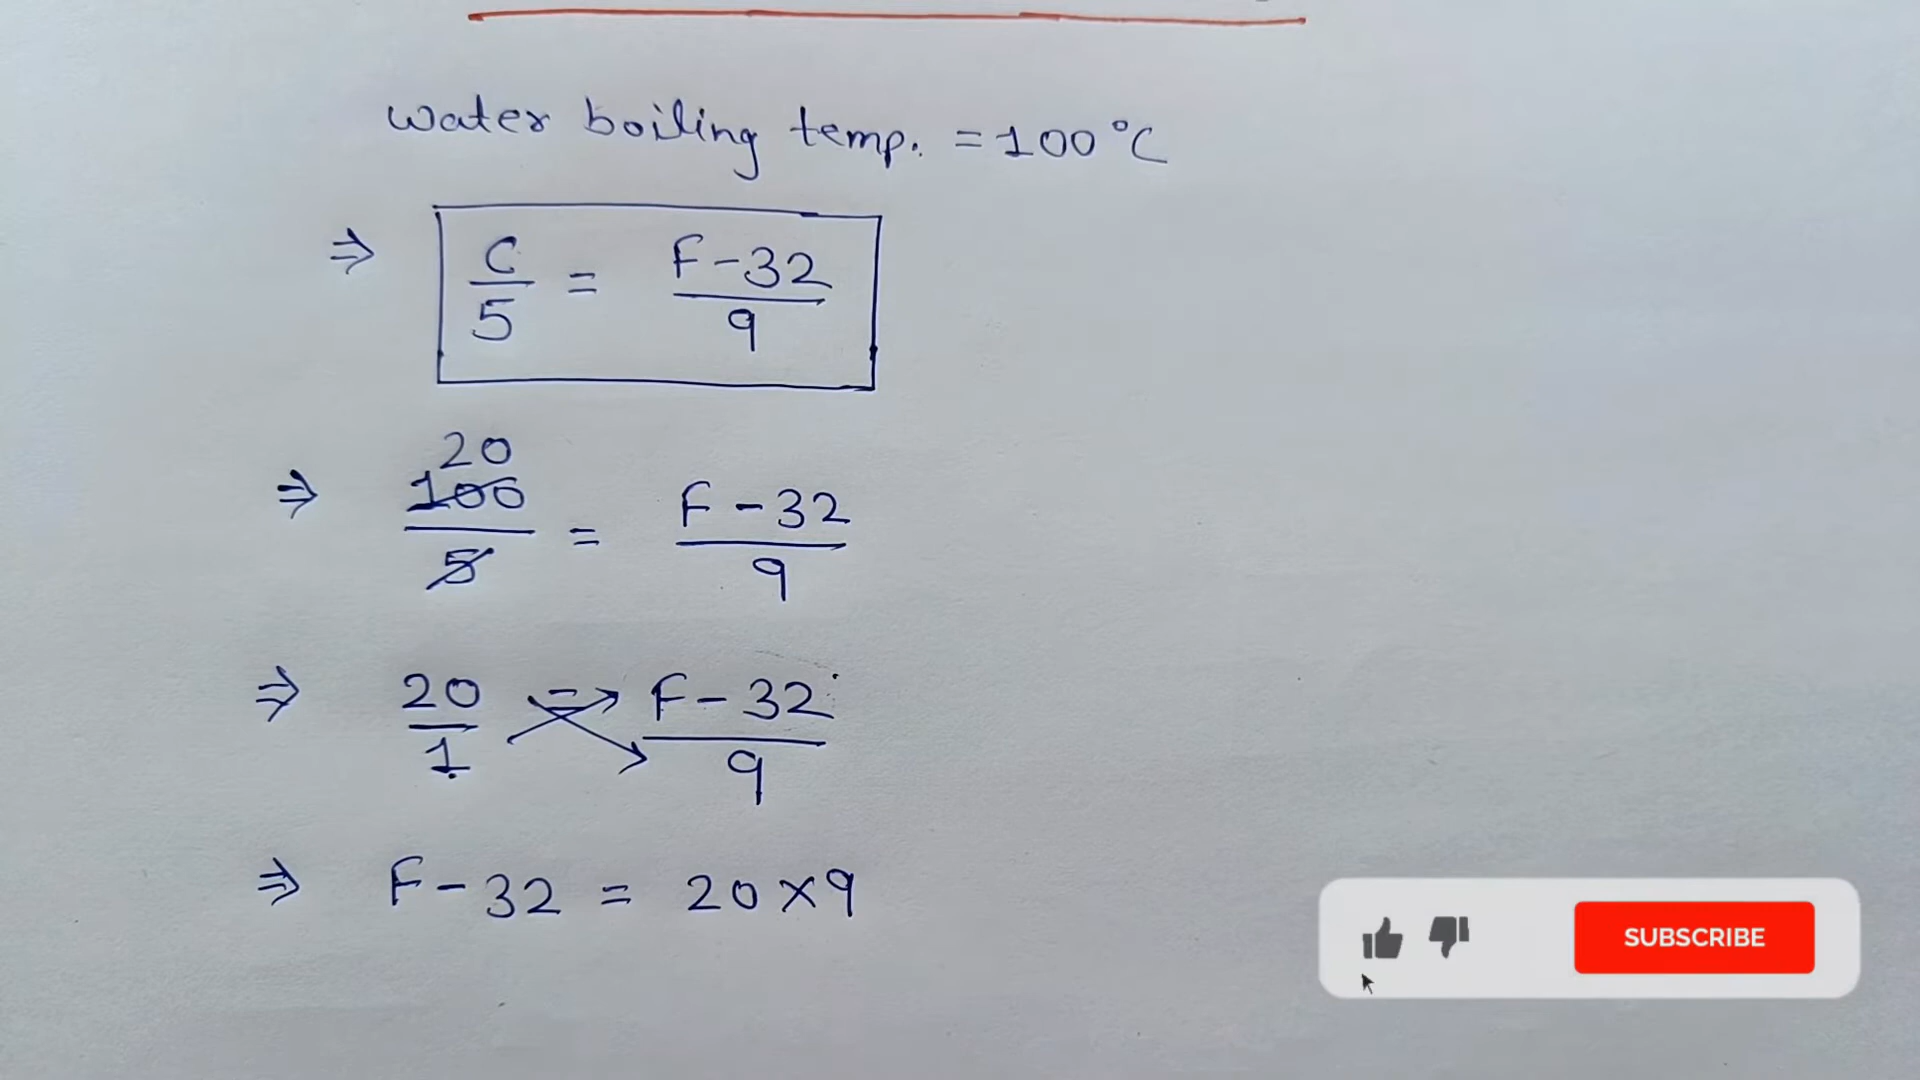 water boiling temp. = 100°C
⇒ C/5 = F-32/9
20
⇒ 100/5 = F-32/9
⇒ 20/1 = F-32/9
⇒ F-32 = 20×9
SUBSCRIBE